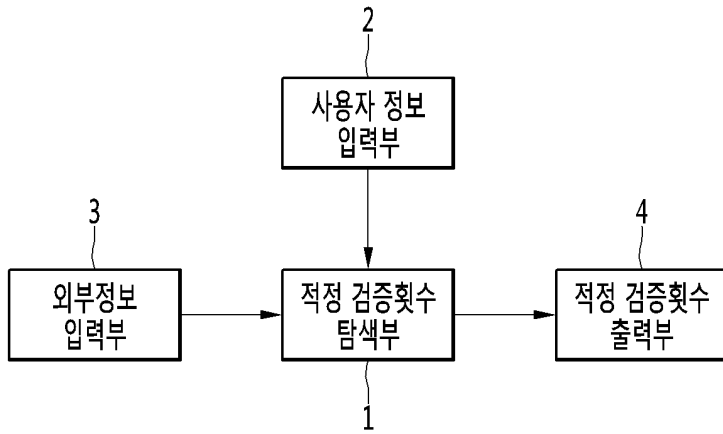 2
사용자 정보
입력부
3
4
외부정보
입력부
적정 검증횟수
탐색부
적정 검증횟수
출력부
1